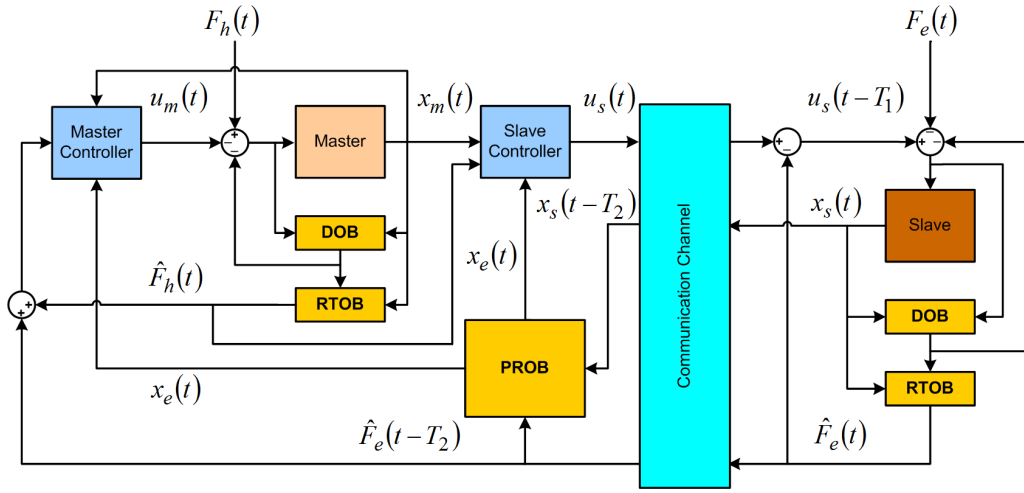 F_h(t)
F_e(t)
u_m(t)
x_m(t)
u_s(t)
u_s(t−T_1)
Master
Controller
+
−
−
Master
Slave
Controller
Communication Channel
+
−
+
−
−
x_s(t−T_2)
x_s(t)
Slave
DOB
x_e(t)
F̂_h(t)
RTOB
+
+
DOB
PROB
RTOB
x_e(t)
F̂_e(t−T_2)
F̂_e(t)